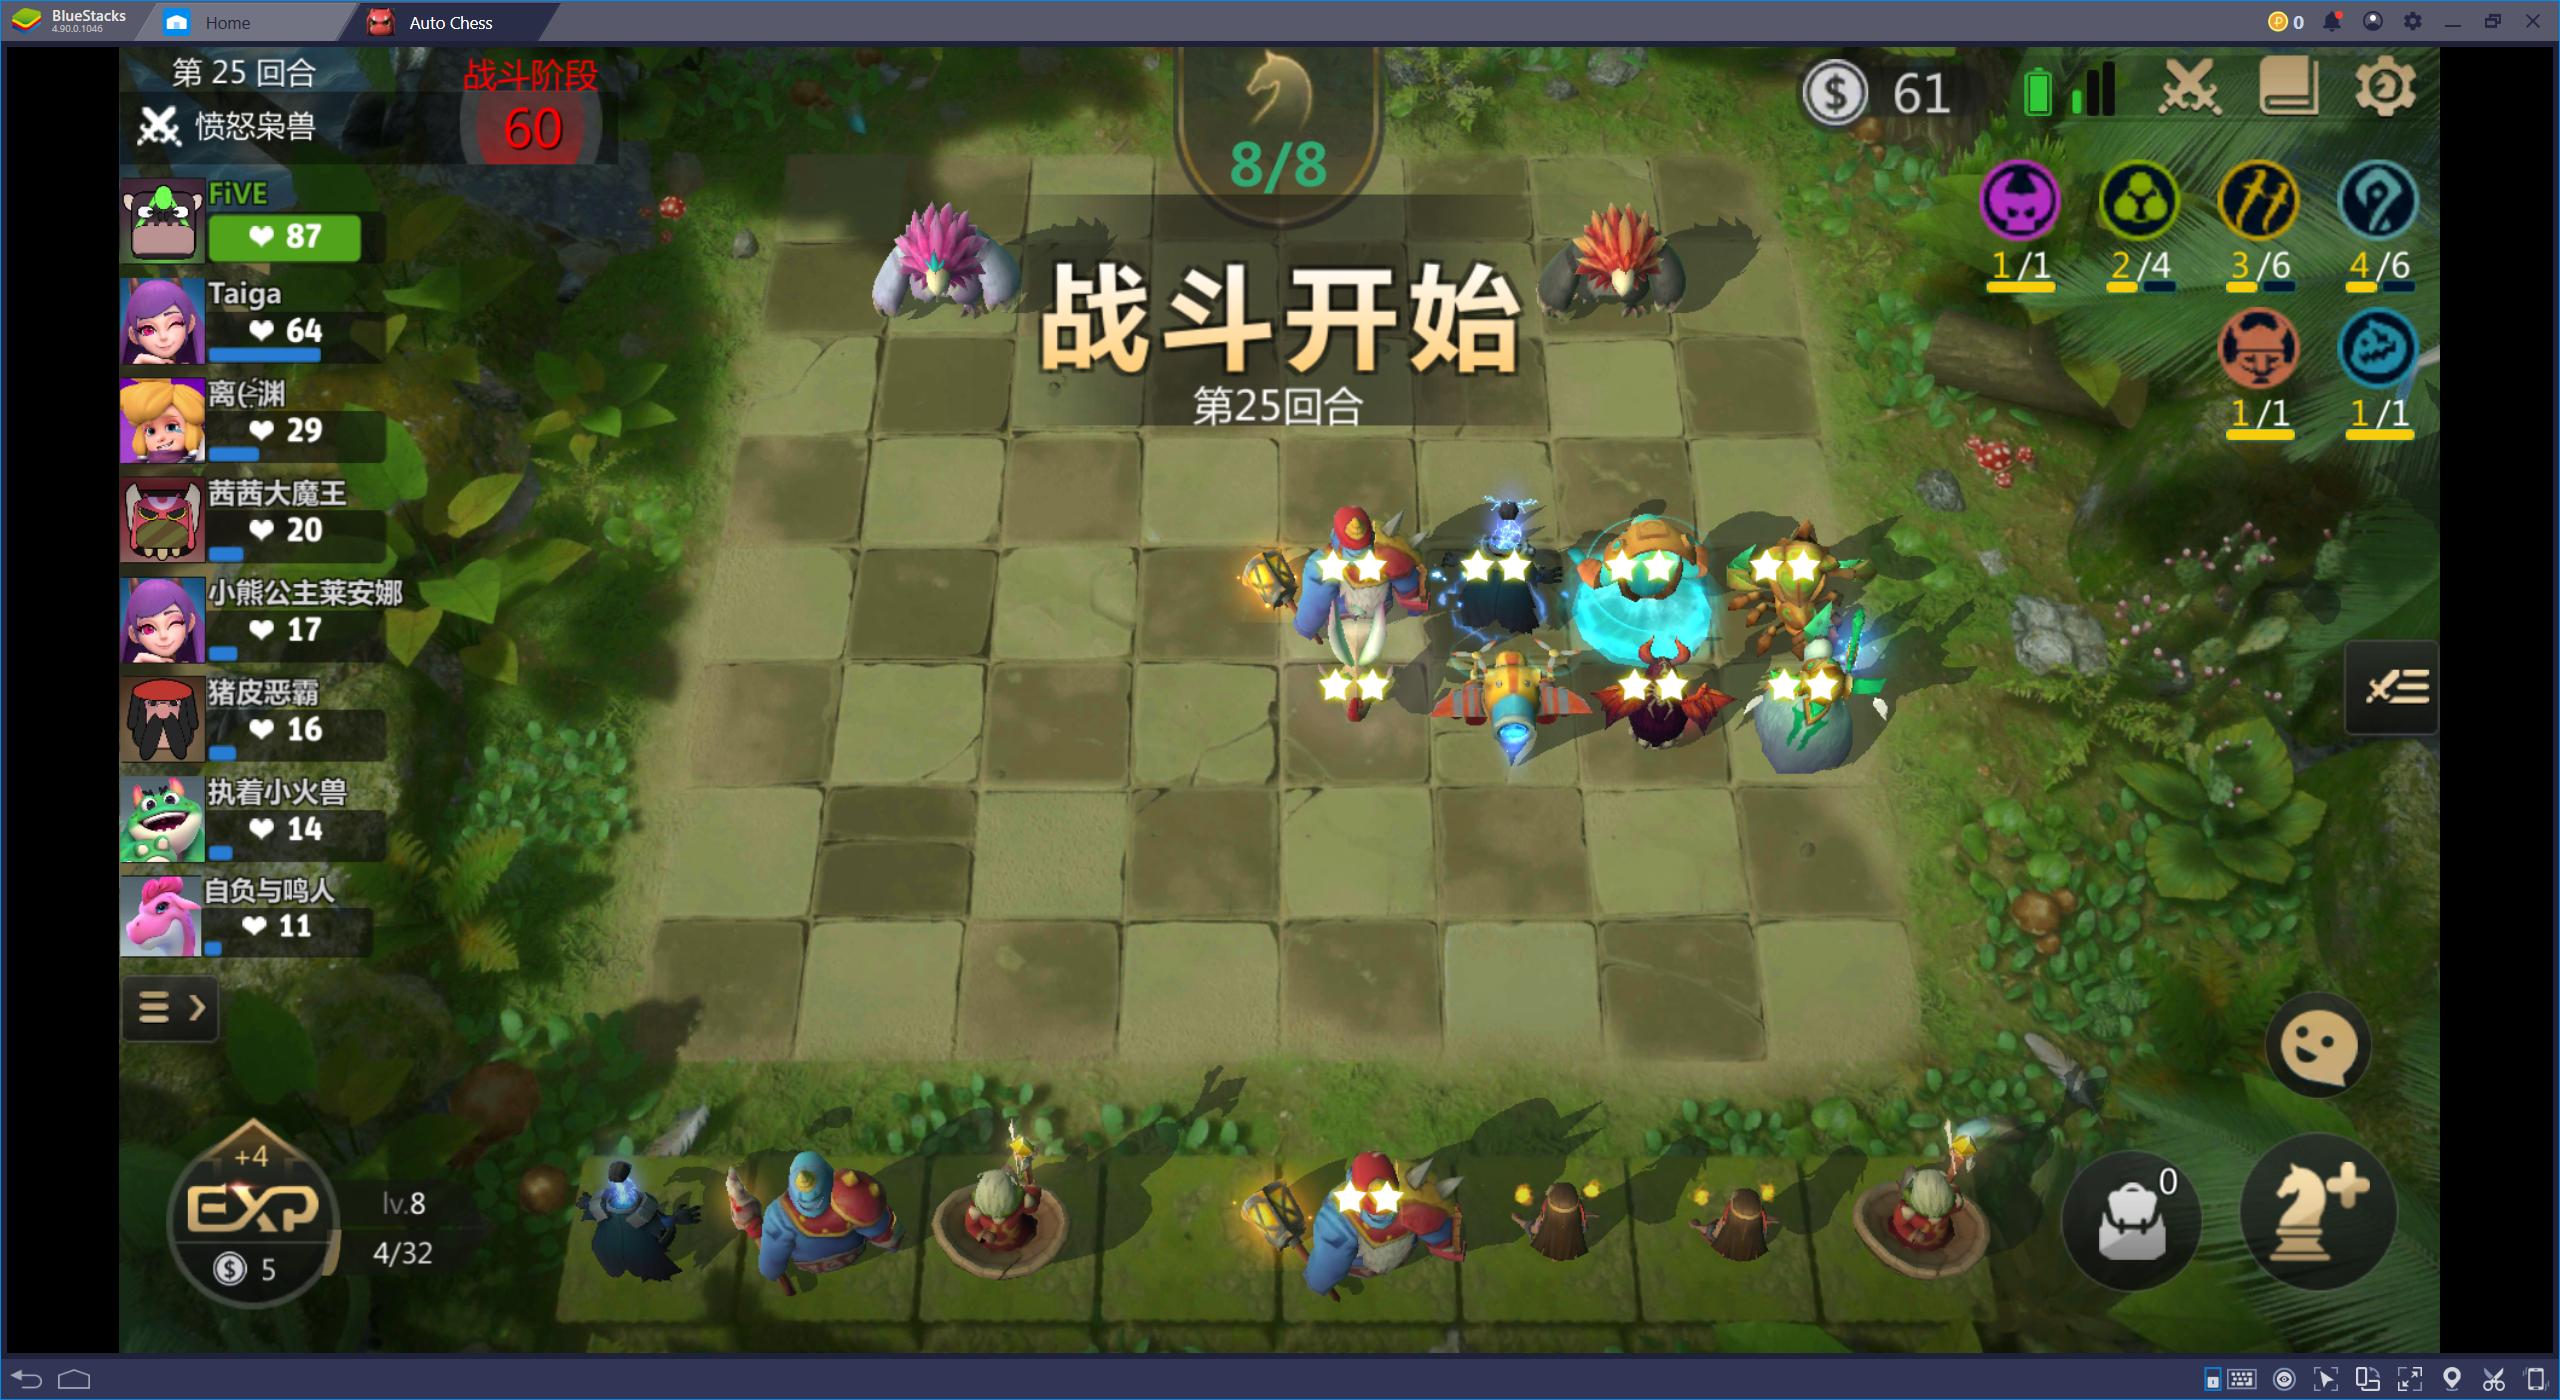 BlueStacks
4.90.0.1046
Home
Auto Chess
0
第 25 回合
愤怒枭兽
战斗阶段
60
8/8
61
1/1
2/4
3/6
4/6
1/1
1/1
战斗开始
第25回合
FiVE
87
Taiga
64
29
茜茜大魔王
20
小熊公主莱安娜
17
猪皮恶霸
16
执着小火兽
14
自负与鸣人
11
+4
EXP
$ 5
lv.8
4/32
0